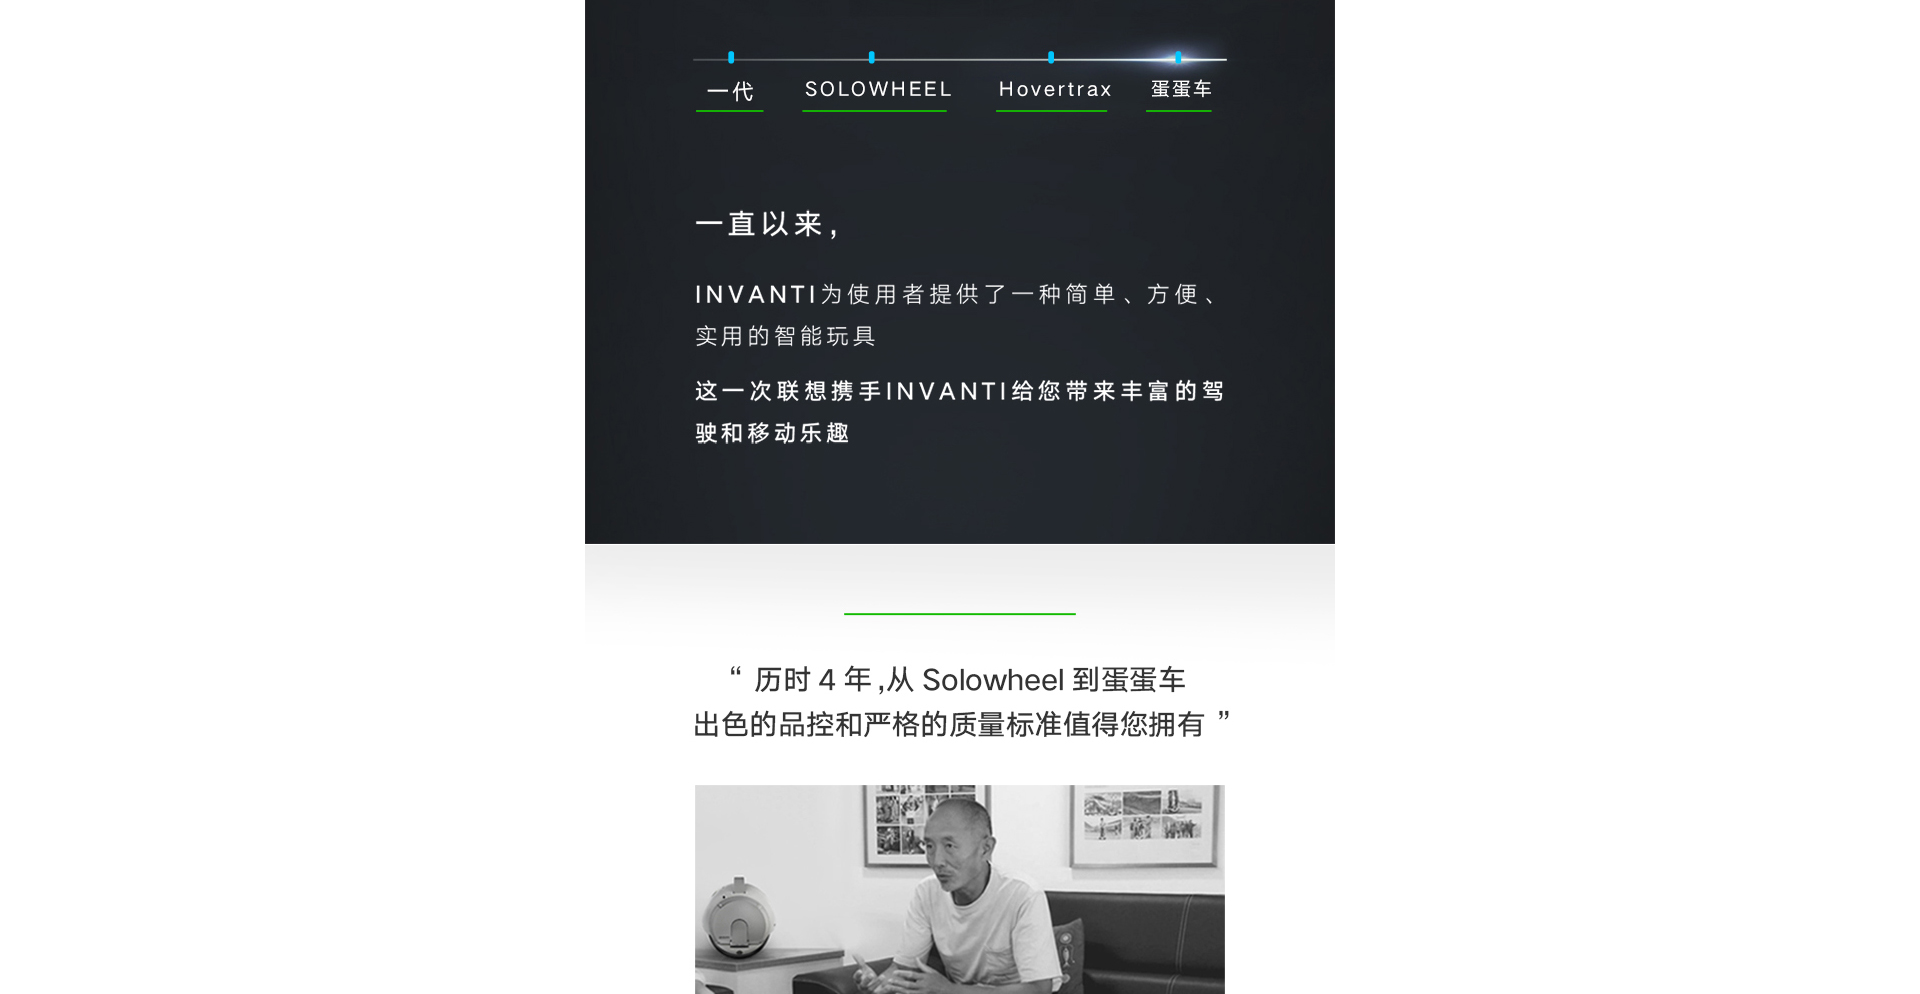 一代 SOLOWHEEL Hovertrax 蛋蛋车
一直以来，
INVANTI为使用者提供了一种简单、方便、
实用的智能玩具
这一次联想携手INVANTI给您带来丰富的驾
驶和移动乐趣
“ 历时 4 年,从 Solowheel 到蛋蛋车
出色的品控和严格的质量标准值得您拥有 ”